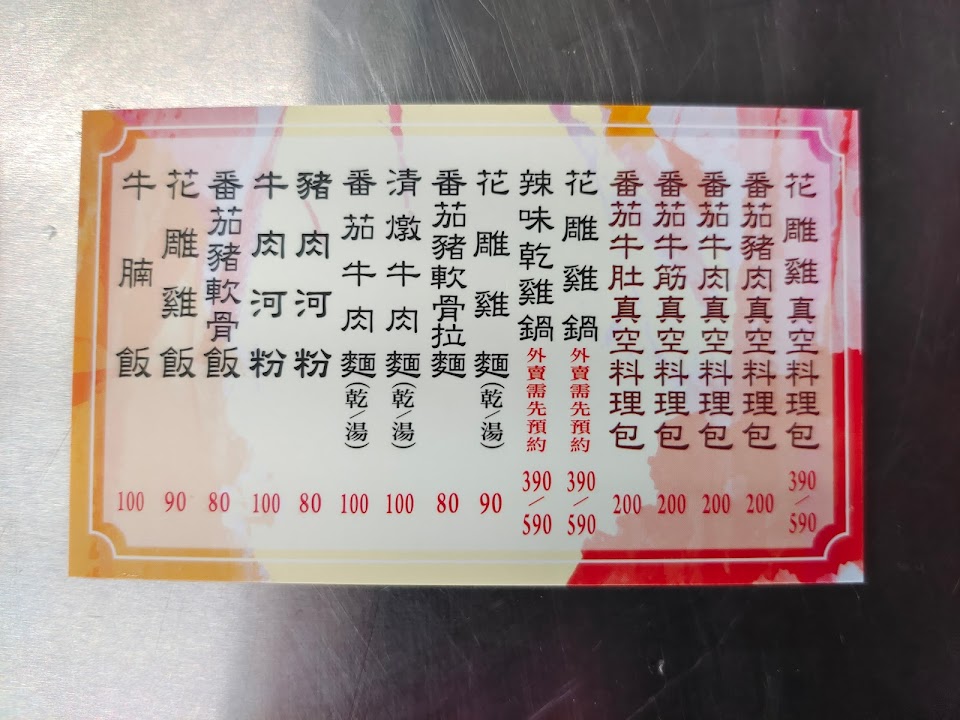 花雕雞真空料理包 390/590
番茄豬肉真空料理包 200
番茄牛肉真空料理包 200
番茄牛筋真空料理包 200
番茄牛肚真空料理包 200
花雕雞鍋外賣需先預約 390/590
辣味乾雞鍋外賣需先預約 390/590
花雕雞麵(乾/湯) 90
番茄豬軟骨拉麵 80
清燉牛肉麵(乾/湯) 100
番茄牛肉麵(乾/湯) 100
豬肉河粉 80
牛肉河粉 100
番茄豬軟骨飯 80
花雕雞飯 90
牛腩飯 100